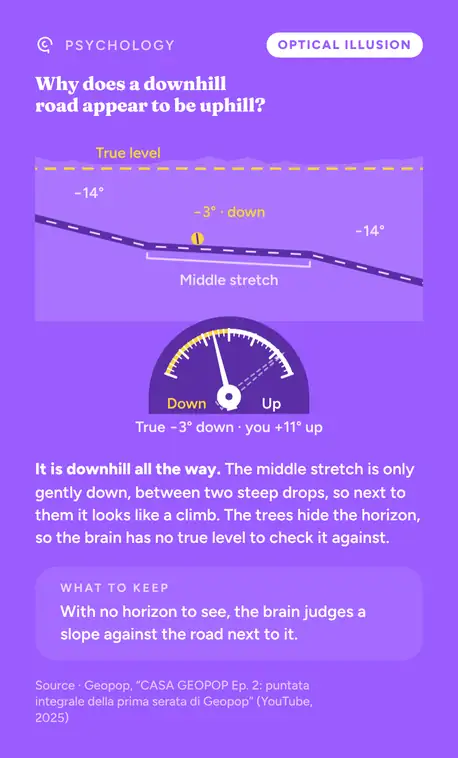 PSYCHOLOGY
OPTICAL ILLUSION
Why does a downhill
road appear to be uphill?
True level
−14°
−3° · down
−14°
Middle stretch
Down
Up
True −3° down · you +11° up
It is downhill all the way. The middle stretch is only
gently down, between two steep drops, so next to
them it looks like a climb. The trees hide the horizon,
so the brain has no true level to check it against.
WHAT TO KEEP
With no horizon to see, the brain judges a
slope against the road next to it.
Source · Geopop, “CASA GEOPOP Ep. 2: puntata
integrale della prima serata di Geopop” (YouTube,
2025)